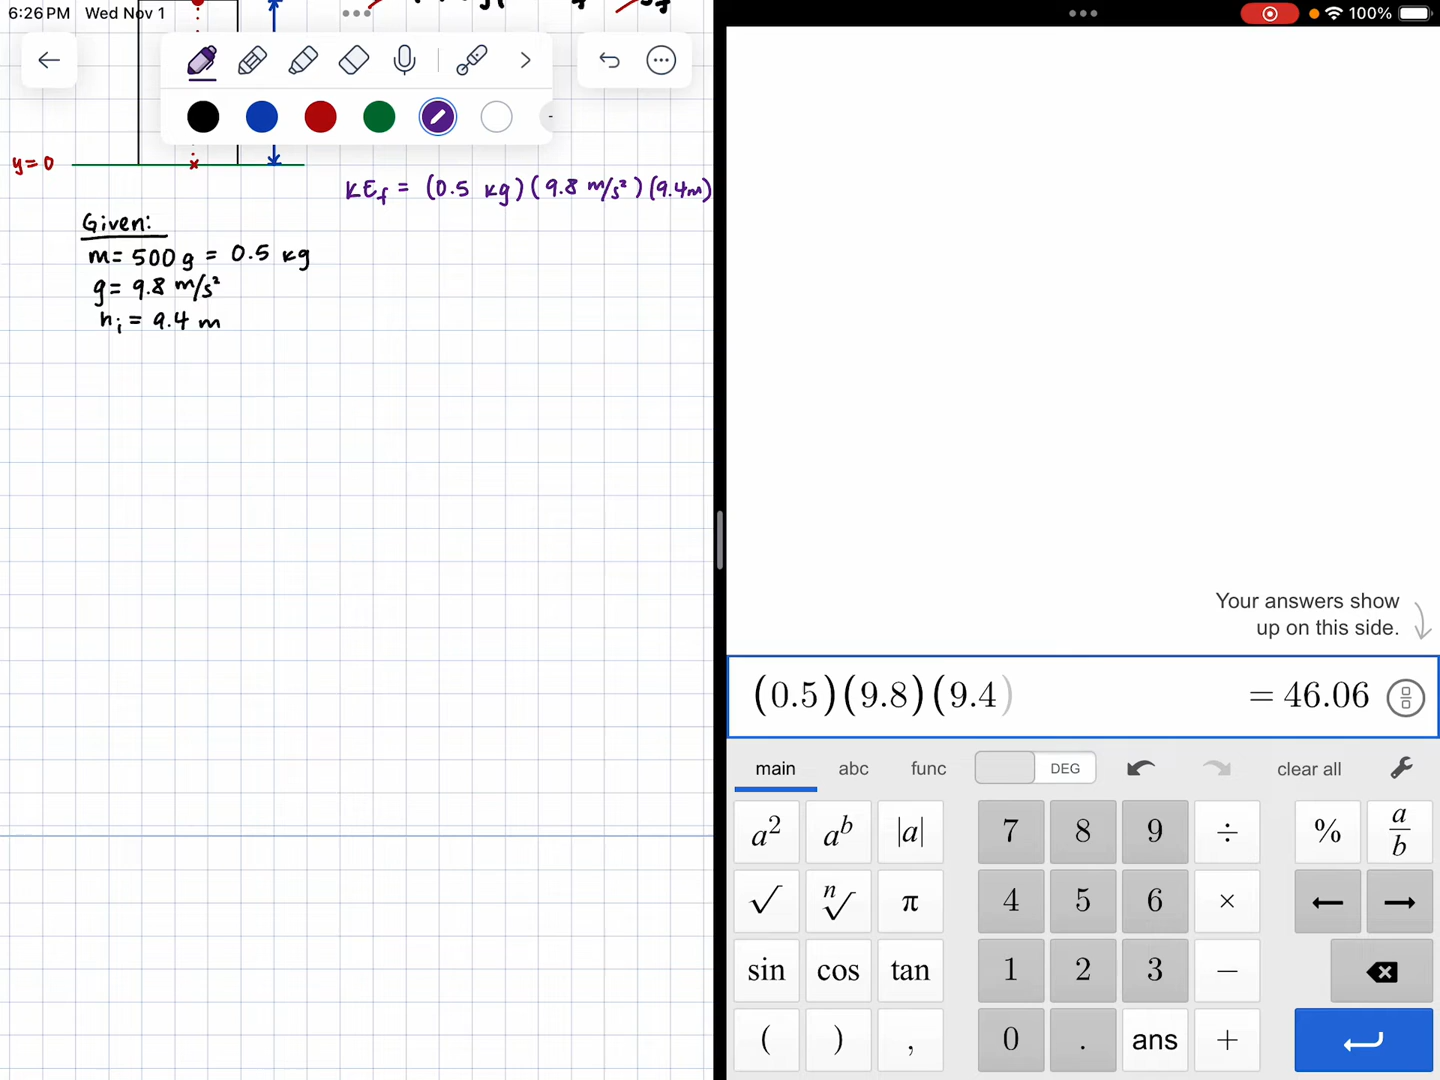 6:26 PM Wed Nov 1
100%
y = 0
KE_f = (0.5 kg)(9.8 m/s²)(9.4m)
Given:
m = 500 g = 0.5 kg
g = 9.8 m/s²
h_i = 9.4 m
Your answers show
up on this side.
(0.5)(9.8)(9.4) = 46.06
main abc func DEG clear all
a² aᵇ |a| 7 8 9 ÷ % a/b
√ ⁿ√ π 4 5 6 × ← →
sin cos tan 1 2 3 −
( ) , 0 . ans +